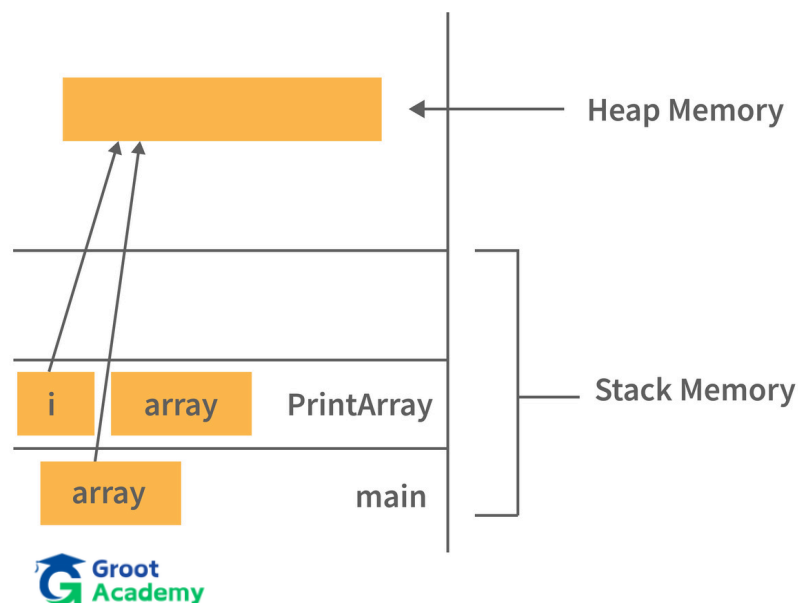 Heap Memory
Stack Memory
i
array
PrintArray
array
main
Groot
Academy